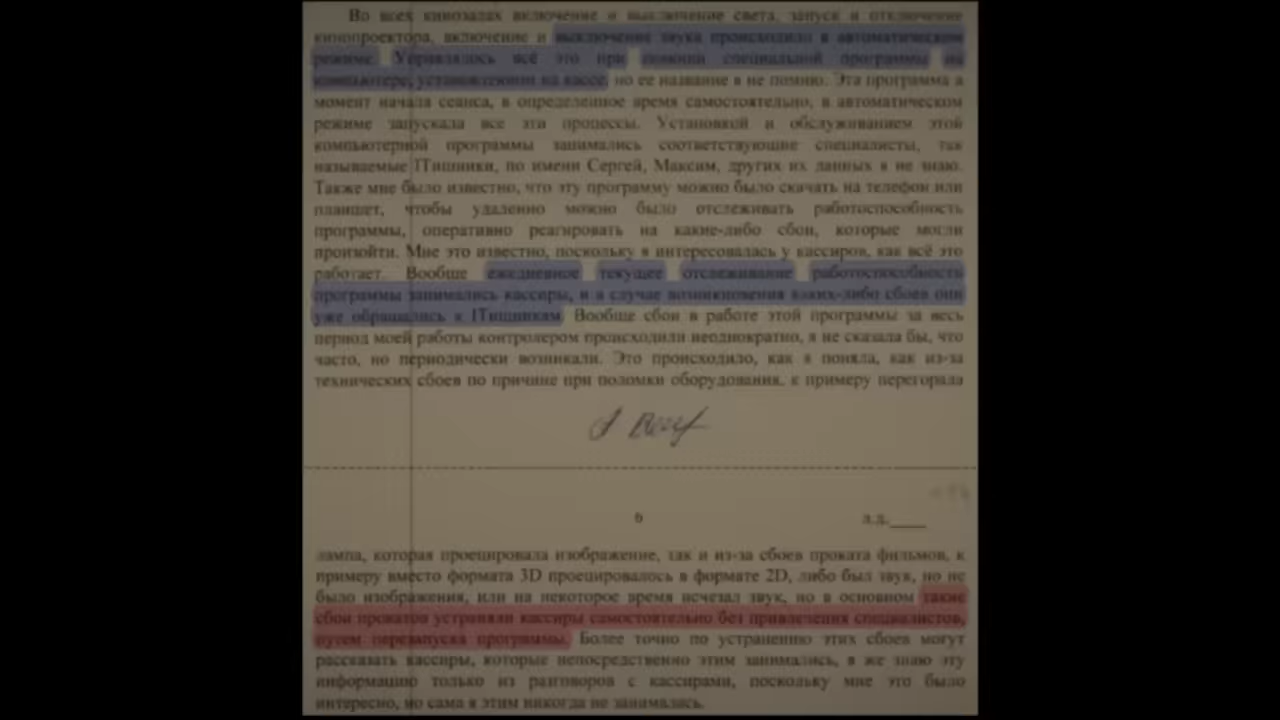 Во всех кинозалах включение и выключение света, запуск и отключение
кинопроектора, включение и выключение звука происходило в автоматическом
режиме. Управлялось всё это при помощи специальной программы на
компьютере, установленном на кассе, но ее название я не помню. Эта программа в
момент начала сеанса, в определенное время самостоятельно, в автоматическом
режиме запускала все эти процессы. Установкой и обслуживанием этой
компьютерной программы занимались соответствующие специалисты, так
называемые ITишники, по имени Сергей, Максим, других их данных я не знаю.
Также мне было известно, что эту программу можно было скачать на телефон или
планшет, чтобы удаленно можно было отслеживать работоспособность
программы, оперативно реагировать на какие-либо сбои, которые могли
произойти. Мне это известно, поскольку я интересовалась у кассиров, как всё это
работает. Вообще ежедневное текущее отслеживание работоспособность
программы занимались кассиры, и в случае возникновения каких-либо сбоев они
уже обращались к ITишникам. Вообще сбои в работе этой программы за весь
период моей работы контролером происходили неоднократно, я не сказала бы, что
часто, но периодически возникали. Это происходило, как я поняла, как из-за
технических сбоев по причине при поломки оборудования, к примеру перегорала
6
л.д.____
лампа, которая проецировала изображение, так и из-за сбоев проката фильмов, к
примеру вместо формата 3D проецировалось в формате 2D, либо был звук, но не
было изображения, или на некоторое время исчезал звук, но в основном такие
сбои прокатов устраняли кассиры самостоятельно без привлечения специалистов,
путем перезапуска программы. Более точно по устранению этих сбоев могут
рассказать кассиры, которые непосредственно этим занимались, я же знаю эту
информацию только из разговоров с кассирами, поскольку мне это было
интересно, но сама я этим никогда не занималась.